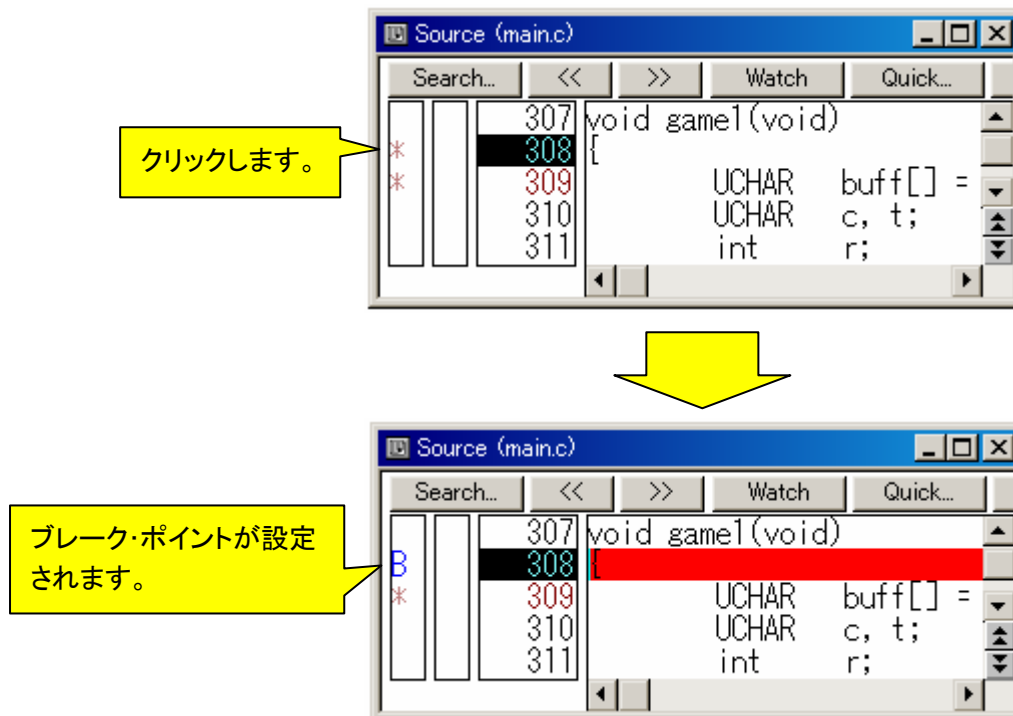 Source (main.c)
Search... << >> Watch Quick...
307 void game1(void)
* 308 {
* 309 UCHAR buff[] =
310 UCHAR c, t;
311 int r;
クリックします。
Source (main.c)
Search... << >> Watch Quick...
307 void game1(void)
B 308 {
* 309 UCHAR buff[] =
310 UCHAR c, t;
311 int r;
ブレーク・ポイントが設定
されます。